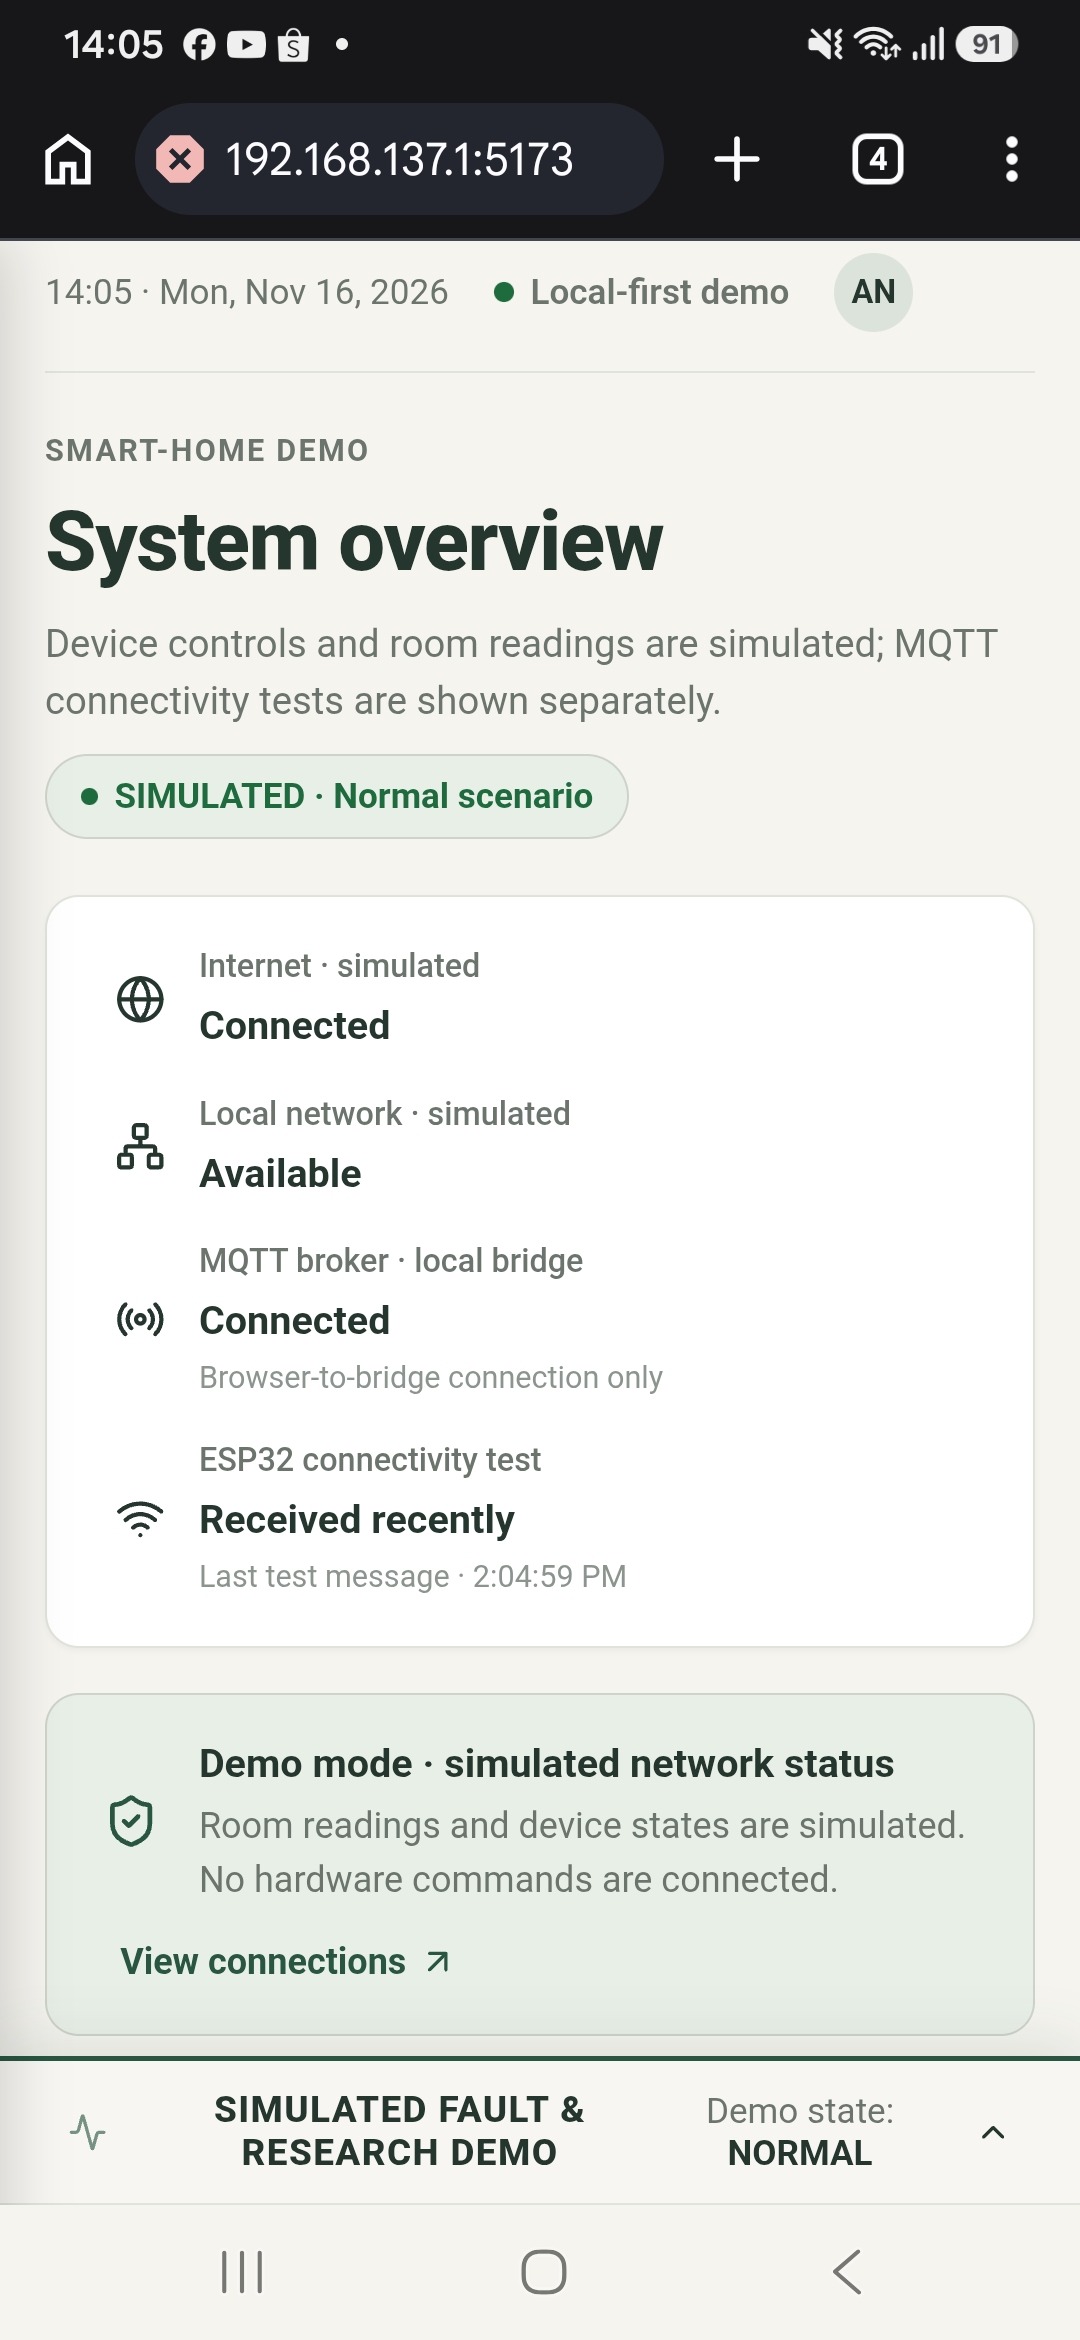 14:05
91
192.168.137.1:5173
4
14:05 · Mon, Nov 16, 2026
Local-first demo
AN
SMART-HOME DEMO
System overview
Device controls and room readings are simulated; MQTT
connectivity tests are shown separately.
SIMULATED · Normal scenario
Internet · simulated
Connected
Local network · simulated
Available
MQTT broker · local bridge
Connected
Browser-to-bridge connection only
ESP32 connectivity test
Received recently
Last test message · 2:04:59 PM
Demo mode · simulated network status
Room readings and device states are simulated.
No hardware commands are connected.
View connections
SIMULATED FAULT &
RESEARCH DEMO
Demo state:
NORMAL